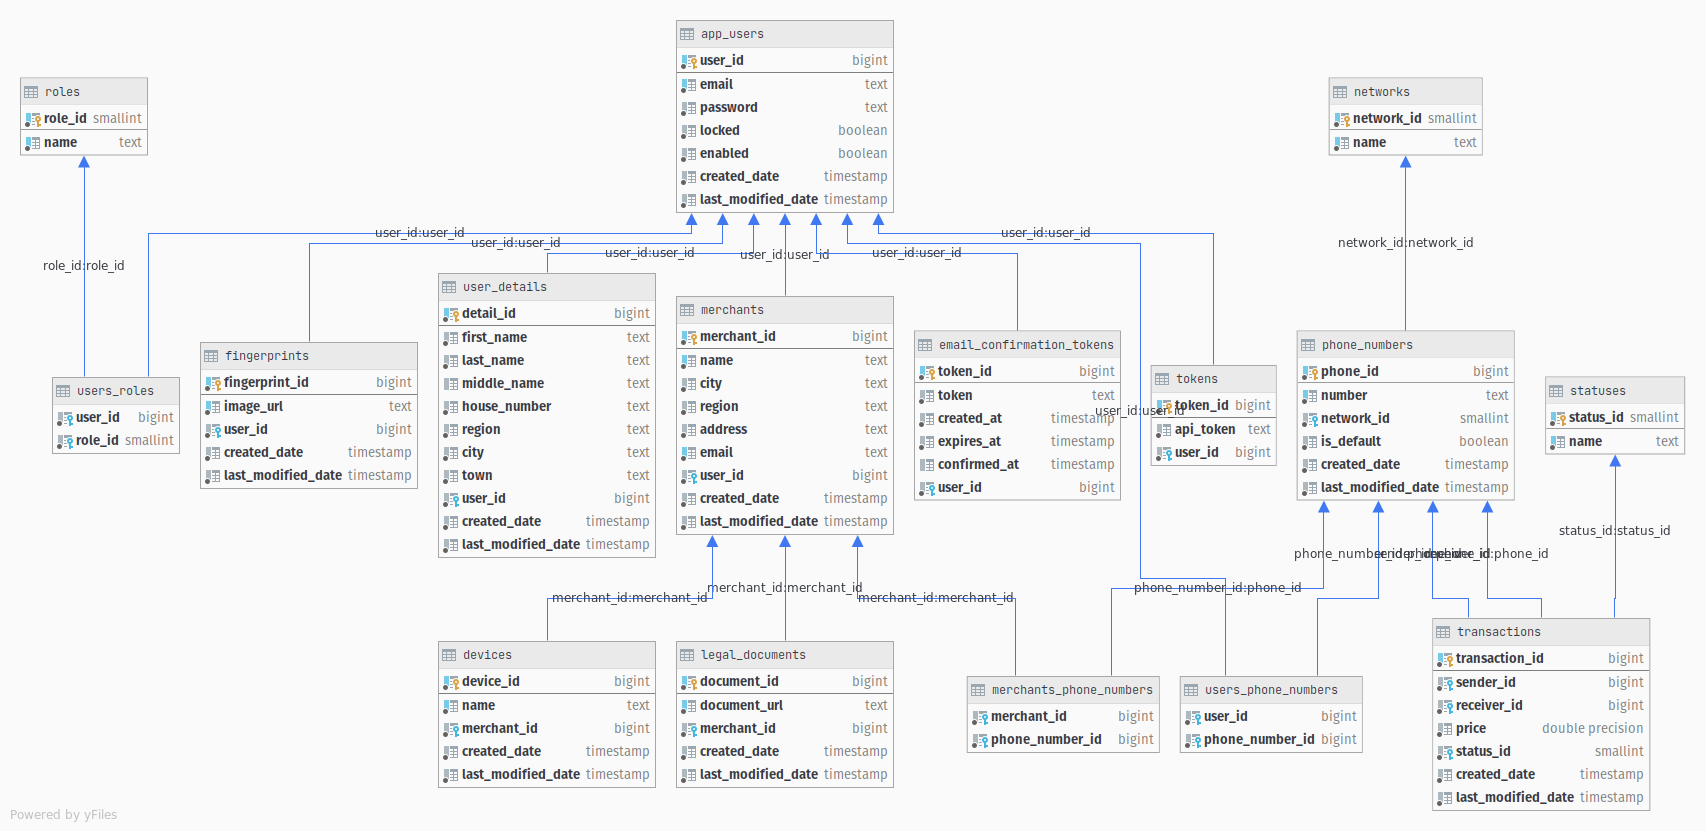 app_users
user_id bigint
email text
password text
locked boolean
enabled boolean
created_date timestamp
last_modified_date timestamp
roles
role_id smallint
name text
networks
network_id smallint
name text
user_id:user_id
user_id:user_id
user_id:user_id
user_id:user_id
user_id:user_id
user_id:user_id
role_id:role_id
network_id:network_id
user_details
detail_id bigint
first_name text
last_name text
middle_name text
house_number text
region text
city text
town text
user_id bigint
created_date timestamp
last_modified_date timestamp
merchants
merchant_id bigint
name text
city text
region text
address text
email text
user_id bigint
created_date timestamp
last_modified_date timestamp
fingerprints
fingerprint_id bigint
image_url text
user_id bigint
created_date timestamp
last_modified_date timestamp
users_roles
user_id bigint
role_id smallint
email_confirmation_tokens
token_id bigint
token text
created_at timestamp
expires_at timestamp
confirmed_at timestamp
user_id bigint
user_id:user_id
tokens
token_id bigint
api_token text
user_id bigint
phone_numbers
phone_id bigint
number text
network_id smallint
is_default boolean
created_date timestamp
last_modified_date timestamp
statuses
status_id smallint
name text
status_id:status_id
merchant_id:merchant_id
merchant_id:merchant_id
merchant_id:merchant_id
phone_number_id:phone_id
devices
device_id bigint
name text
merchant_id bigint
created_date timestamp
last_modified_date timestamp
legal_documents
document_id bigint
document_url text
merchant_id bigint
created_date timestamp
last_modified_date timestamp
merchants_phone_numbers
merchant_id bigint
phone_number_id bigint
users_phone_numbers
user_id bigint
phone_number_id bigint
transactions
transaction_id bigint
sender_id bigint
receiver_id bigint
price double precision
status_id smallint
created_date timestamp
last_modified_date timestamp
Powered by yFiles